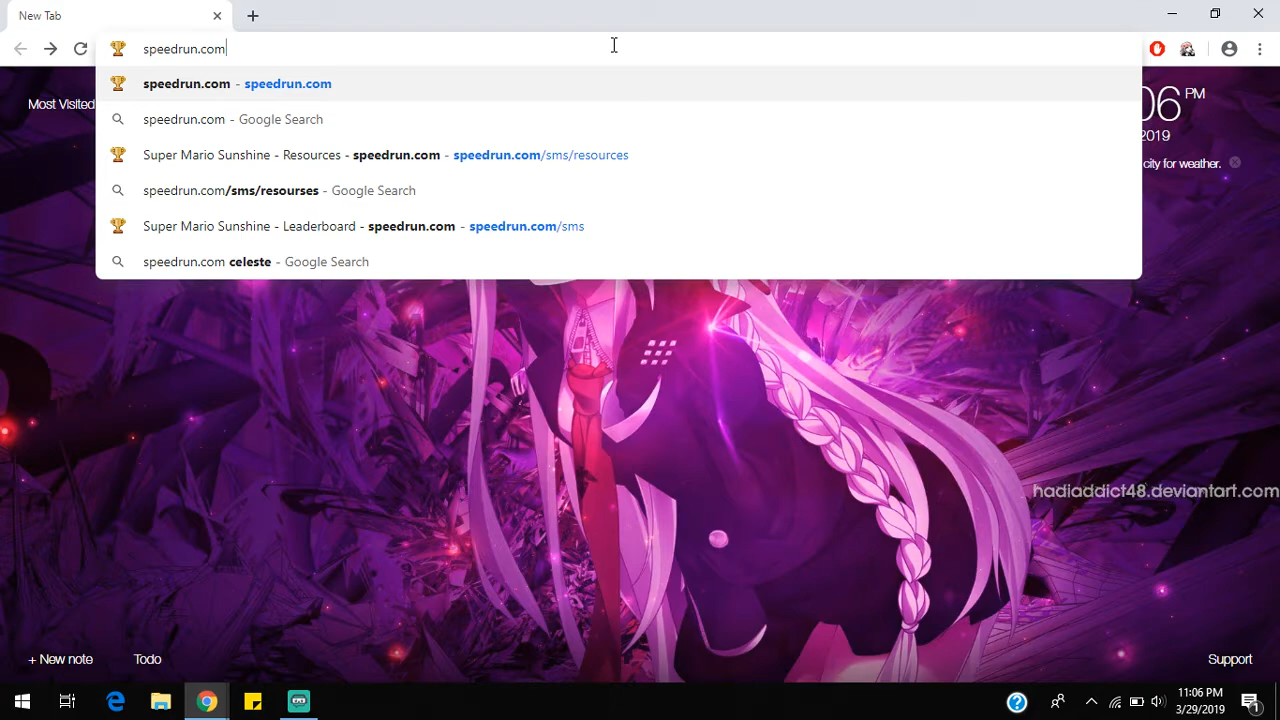 New Tab
speedrun.com
speedrun.com - speedrun.com
speedrun.com - Google Search
Super Mario Sunshine - Resources - speedrun.com - speedrun.com/sms/resources
speedrun.com/sms/resourses - Google Search
Super Mario Sunshine - Leaderboard - speedrun.com - speedrun.com/sms
speedrun.com celeste - Google Search
Most Visited
06 PM
2019
city for weather.
hadiaddict48.deviantart.com
+ New note
Todo
Support
11:06 PM
3/29/2019
1